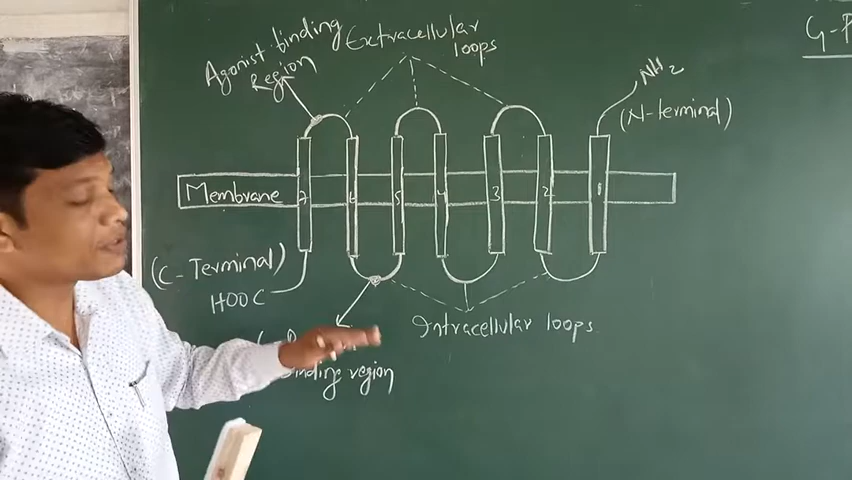 G-P
Agonist binding
Region
Extracellular
loops
NH2
(N-terminal)
Membrane
7
6
5
4
3
2
1
(C-Terminal)
HOOC
Intracellular loops
Binding region